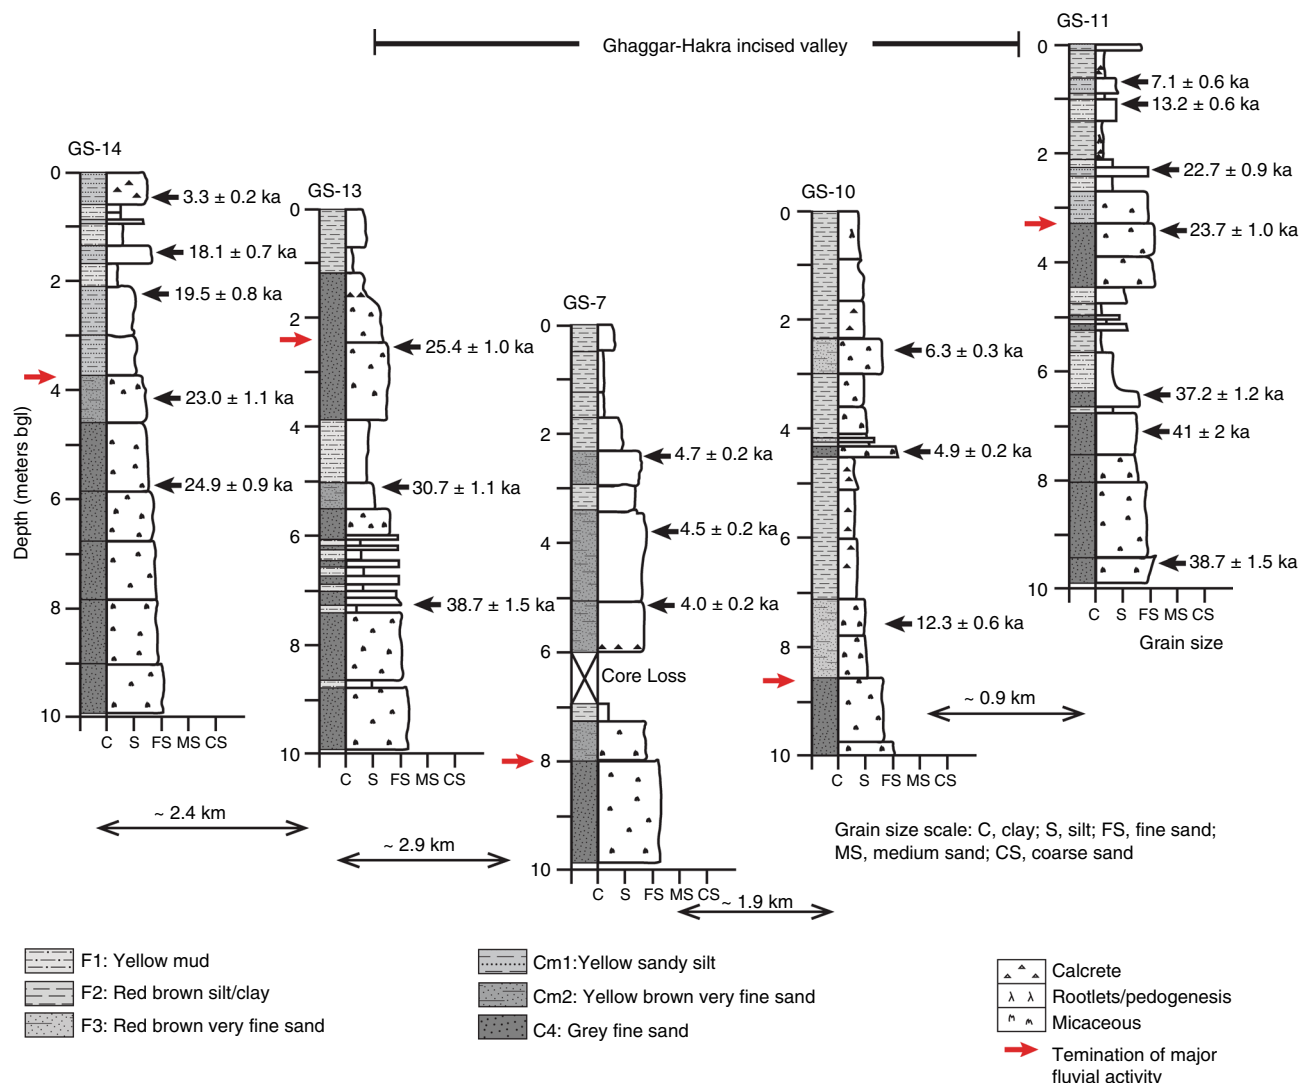 Ghaggar-Hakra incised valley
GS-14
0
2
4
6
8
10
Depth (meters bgl)
3.3 ± 0.2 ka
18.1 ± 0.7 ka
19.5 ± 0.8 ka
23.0 ± 1.1 ka
24.9 ± 0.9 ka
C S FS MS CS
~ 2.4 km
GS-13
0
2
4
6
8
10
25.4 ± 1.0 ka
30.7 ± 1.1 ka
38.7 ± 1.5 ka
C S FS MS CS
~ 2.9 km
GS-7
0
2
4
6
8
10
4.7 ± 0.2 ka
4.5 ± 0.2 ka
4.0 ± 0.2 ka
Core Loss
C S FS MS CS
~ 1.9 km
GS-10
0
2
4
6
8
10
6.3 ± 0.3 ka
4.9 ± 0.2 ka
12.3 ± 0.6 ka
C S FS MS CS
~ 0.9 km
GS-11
0
2
4
6
8
10
7.1 ± 0.6 ka
13.2 ± 0.6 ka
22.7 ± 0.9 ka
23.7 ± 1.0 ka
37.2 ± 1.2 ka
41 ± 2 ka
38.7 ± 1.5 ka
C S FS MS CS
Grain size
Grain size scale: C, clay; S, silt; FS, fine sand;
MS, medium sand; CS, coarse sand
F1: Yellow mud
F2: Red brown silt/clay
F3: Red brown very fine sand
Cm1:Yellow sandy silt
Cm2: Yellow brown very fine sand
C4: Grey fine sand
Calcrete
Rootlets/pedogenesis
Micaceous
Temination of major
fluvial activity